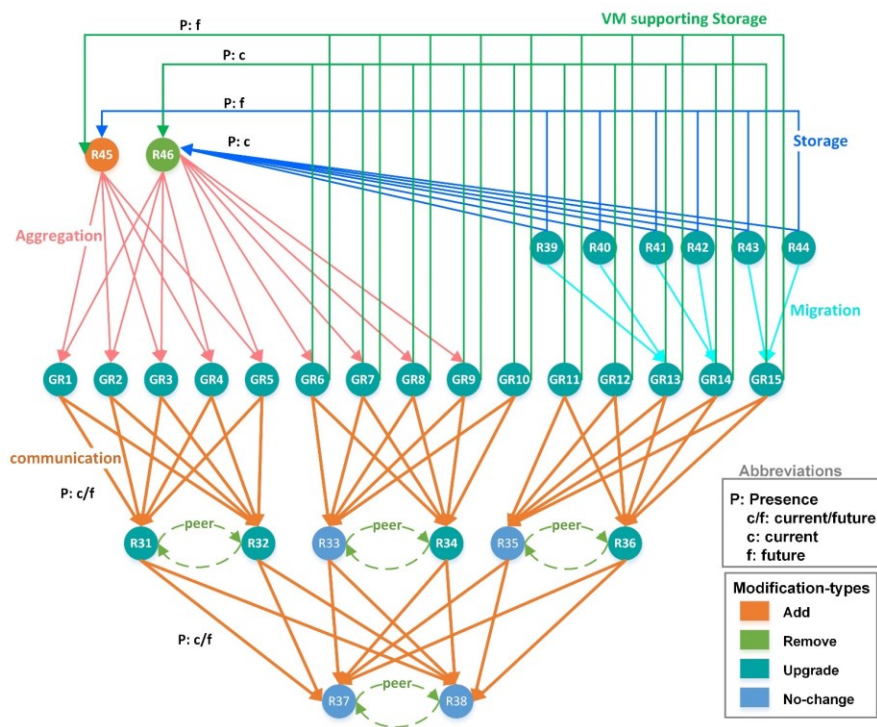 P: f
VM supporting Storage
P: c
P: f
P: c
Storage
R45
R46
Aggregation
R39
R40
R41
R42
R43
R44
Migration
GR1
GR2
GR3
GR4
GR5
GR6
GR7
GR8
GR9
GR10
GR11
GR12
GR13
GR14
GR15
communication
P: c/f
R31
peer
R32
R33
peer
R34
R35
peer
R36
P: c/f
R37
peer
R38
Abbreviations
P: Presence
c/f: current/future
c: current
f: future
Modification-types
Add
Remove
Upgrade
No-change